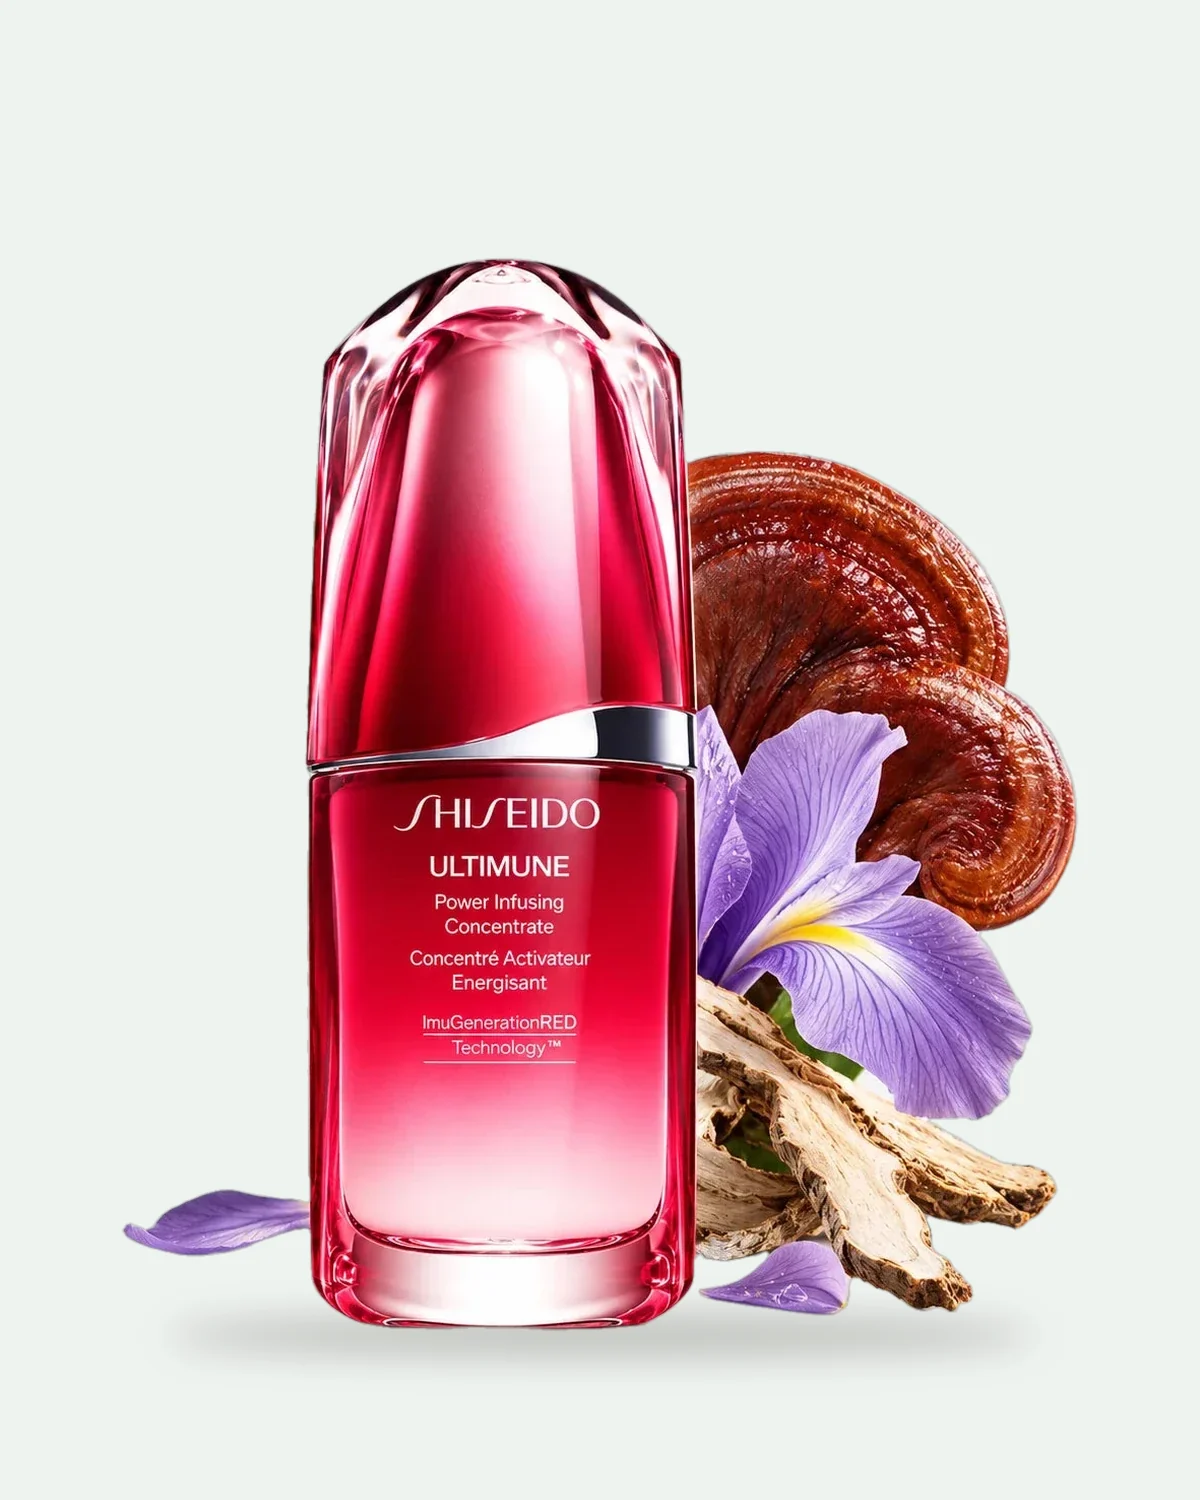 SHISEIDO
ULTIMUNE
Power Infusing
Concentrate
Concentré Activateur
Energisant
ImuGenerationRED
Technology™